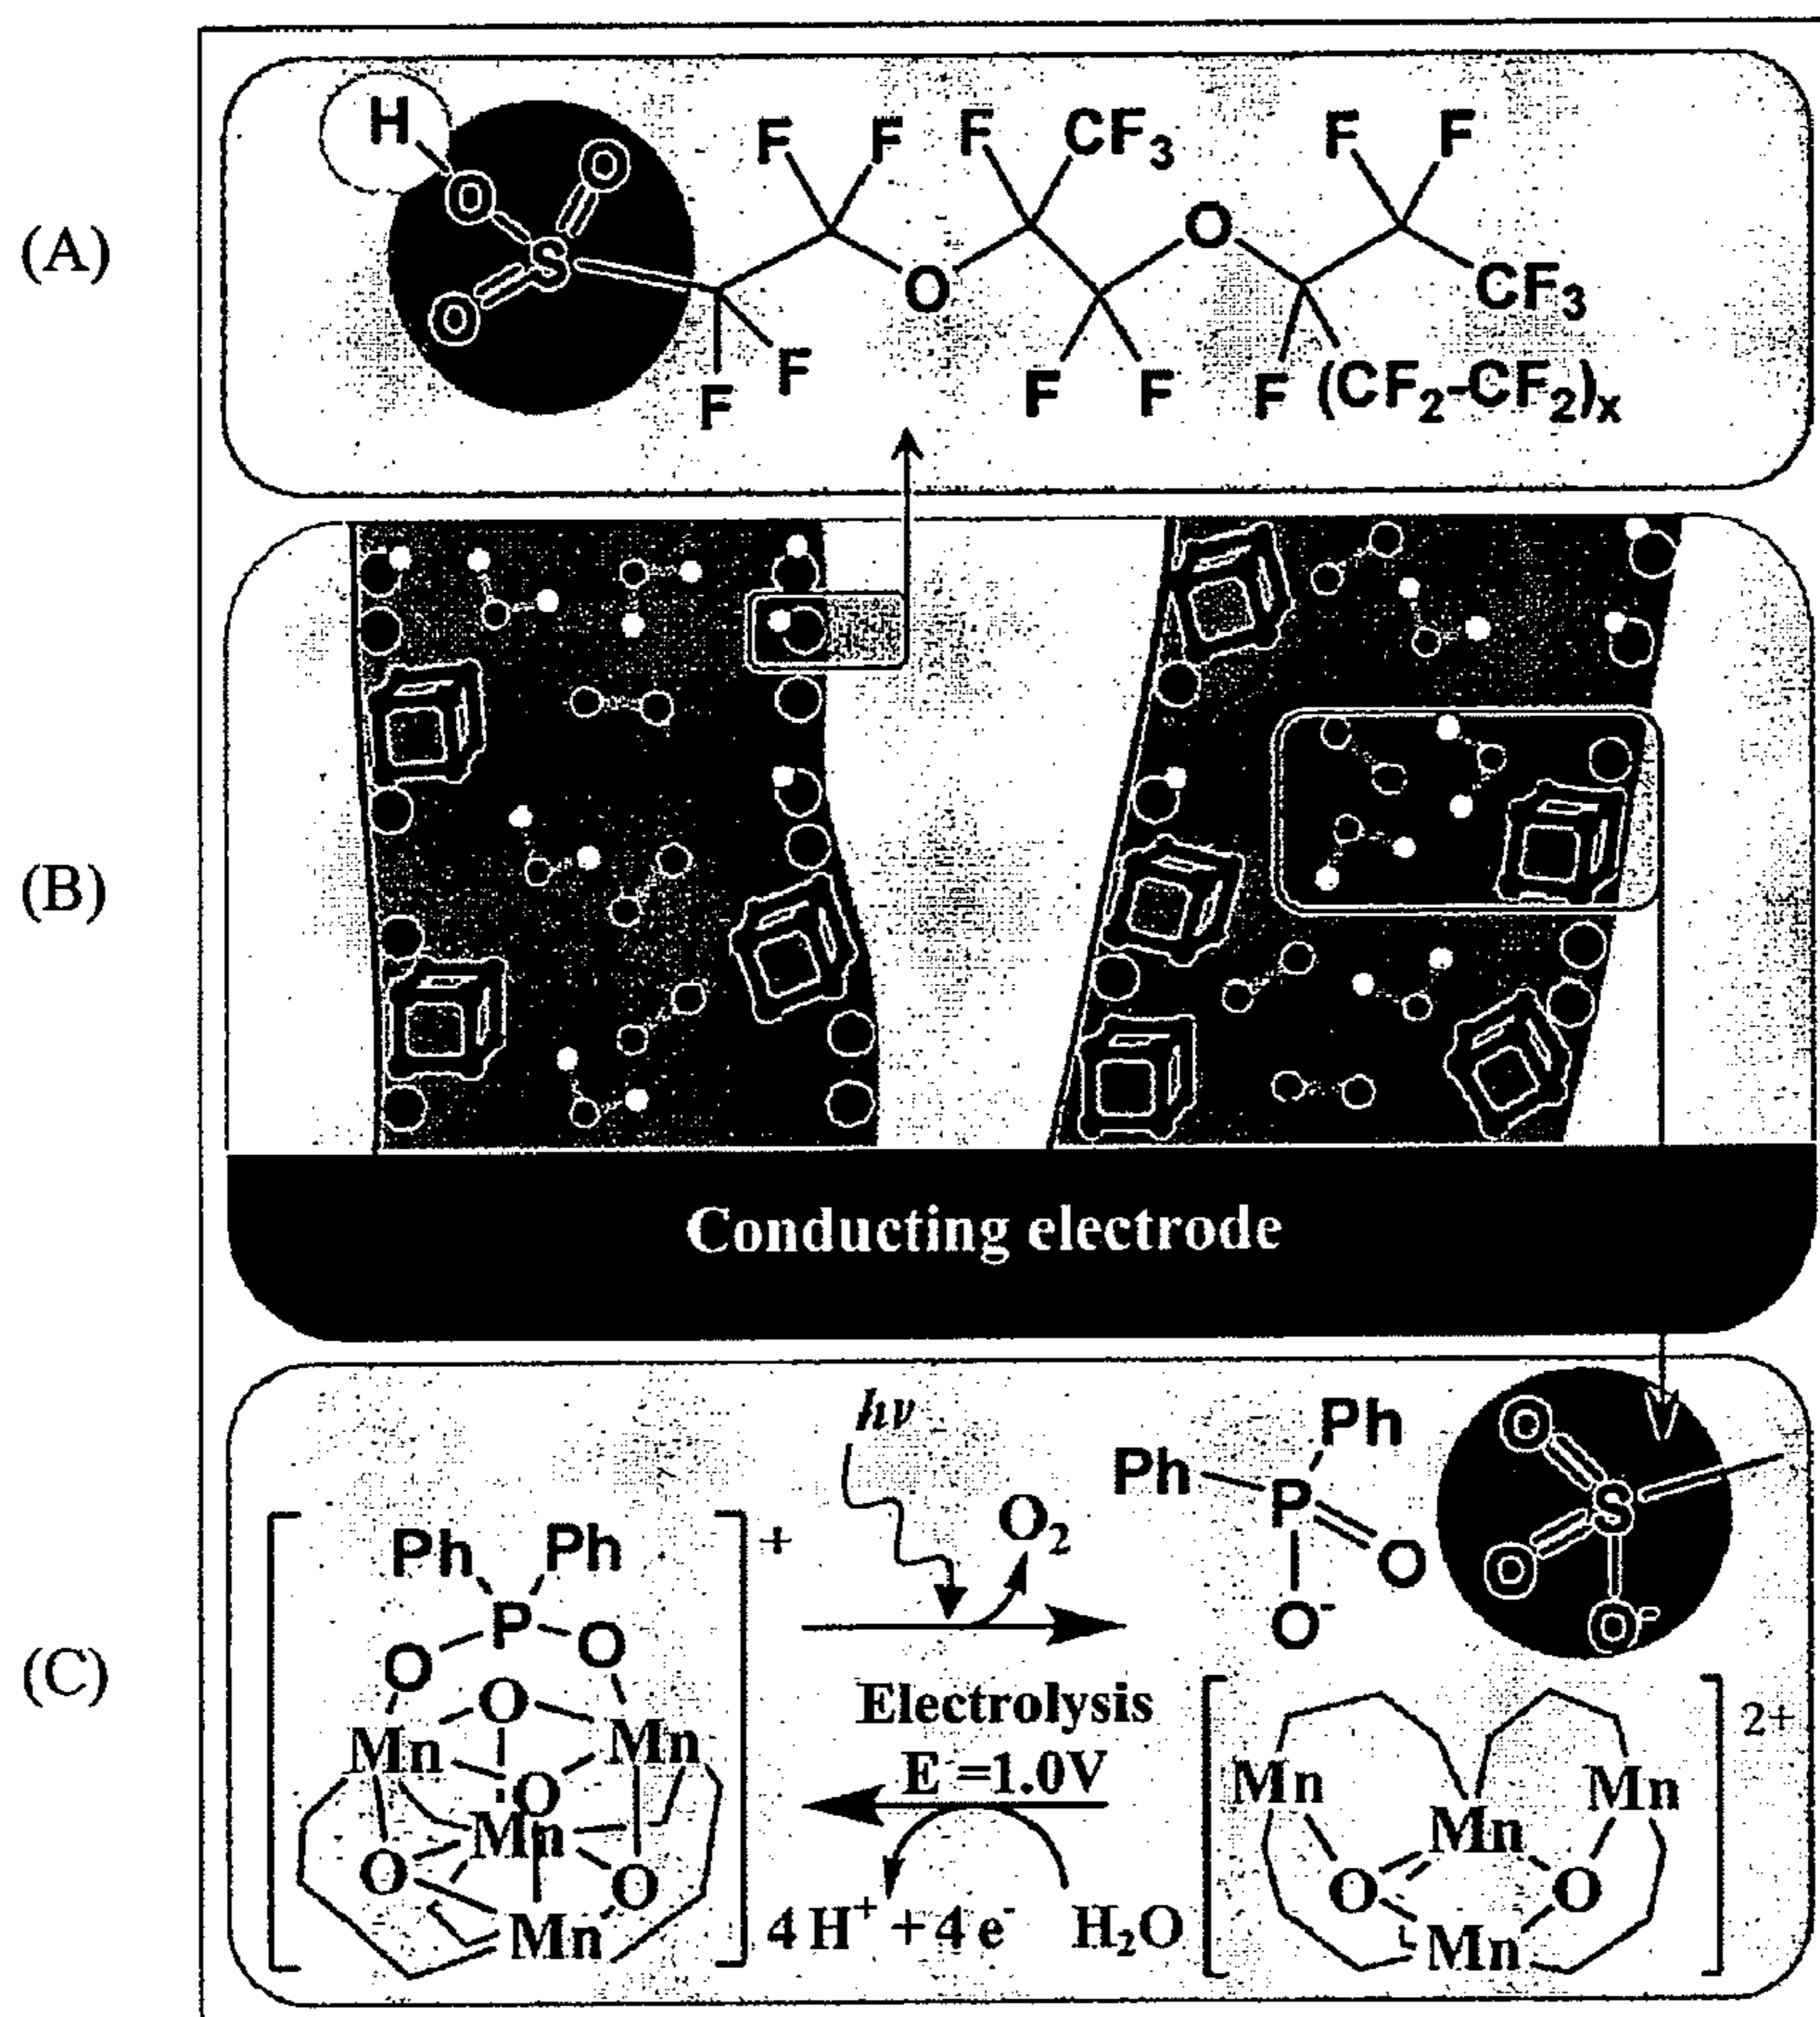 (A)
H
O
O
S
O
F F F CF₃ F F
O
O
CF₃
F F
F F F (CF₂-CF₂)ₓ
(B)
Conducting electrode
(C)
hν
O₂
Ph Ph
P
O O⁻
O
O
S
O⁻
[ Ph Ph ]⁺
P
O O
O
Mn Mn
O
Mn
O O
Mn
Electrolysis
E =1.0V
4 H⁺ + 4 e⁻ H₂O
[ Mn Mn ]²⁺
Mn
O O
Mn